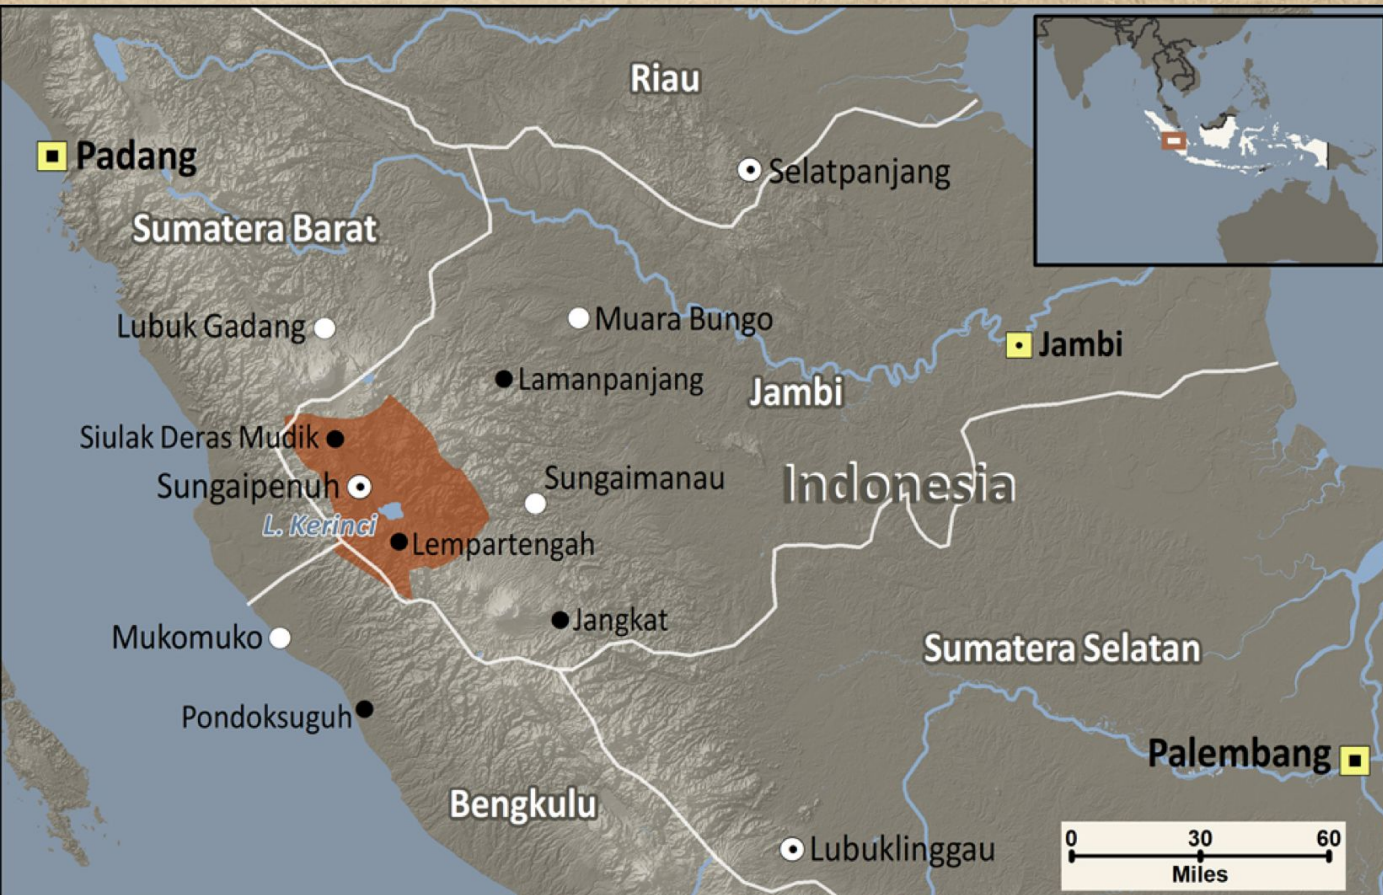 Riau
Padang
Selatpanjang
Sumatera Barat
Lubuk Gadang
Muara Bungo
Jambi
Lamanpanjang
Jambi
Siulak Deras Mudik
Sungaipenuh
Sungaimanau
Indonesia
L. Kerinci
Lempartengah
Jangkat
Mukomuko
Sumatera Selatan
Pondoksuguh
Palembang
Bengkulu
Lubuklinggau
0 30 60
Miles